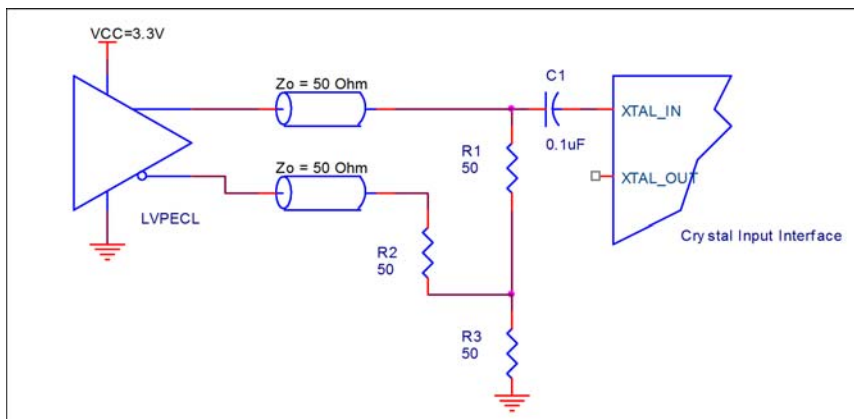 VCC=3.3V
Zo = 50 Ohm
C1
0.1uF
XTAL_IN
R1
50
Zo = 50 Ohm
XTAL_OUT
LVPECL
Crystal Input Interface
R2
50
R3
50